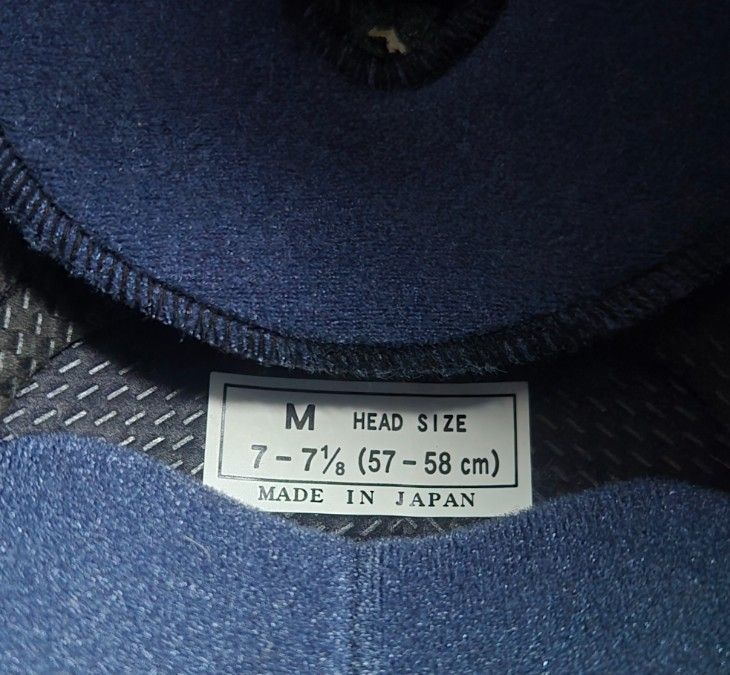 M HEAD SIZE
7 - 7⅛ (57 - 58 cm)
MADE IN JAPAN